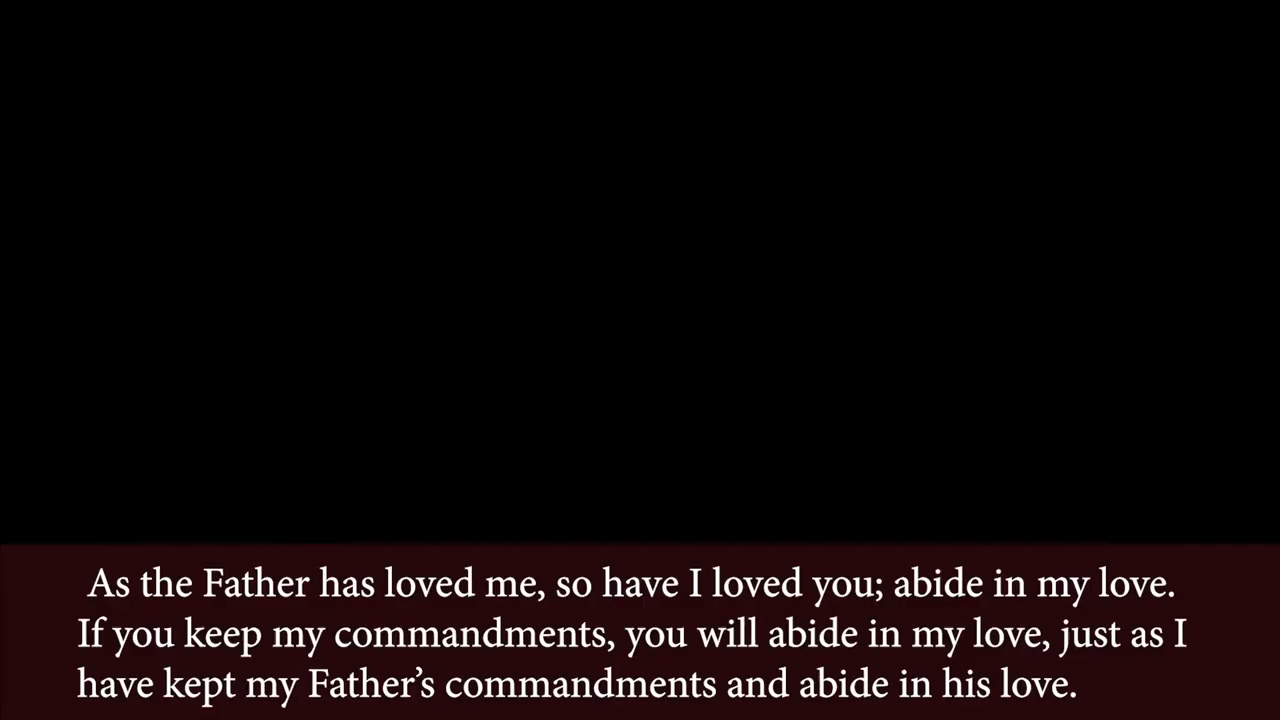 As the Father has loved me, so have I loved you; abide in my love.
If you keep my commandments, you will abide in my love, just as I
have kept my Father’s commandments and abide in his love.